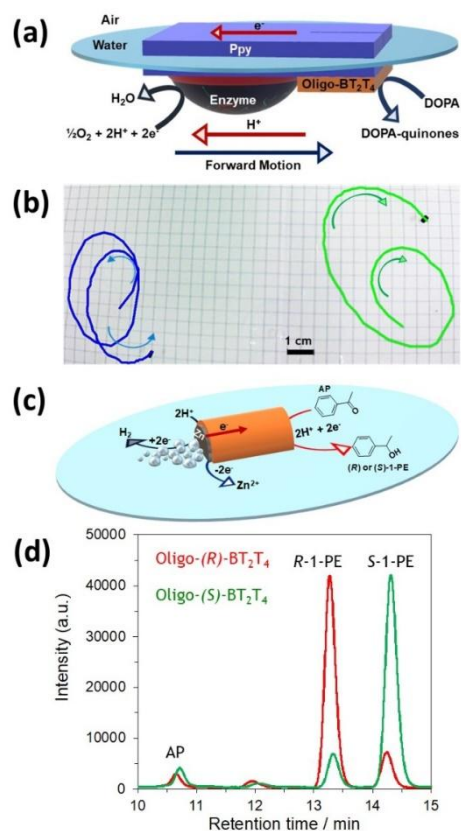 (a)
Air
Water
e⁻
Ppy
Enzyme
Oligo-BT₂T₄
H₂O
½O₂ + 2H⁺ + 2e⁻
DOPA
DOPA-quinones
H⁺
Forward Motion
(b)
1 cm
(c)
2H⁺
H₂
+2e⁻
Zn
e⁻
-2e⁻
Zn²⁺
AP
2H⁺ + 2e⁻
O
OH
(R) or (S)-1-PE
(d)
Oligo-(R)-BT₂T₄
Oligo-(S)-BT₂T₄
R-1-PE
S-1-PE
AP
Intensity (a.u.)
50000
40000
30000
20000
10000
0
10 11 12 13 14 15
Retention time / min